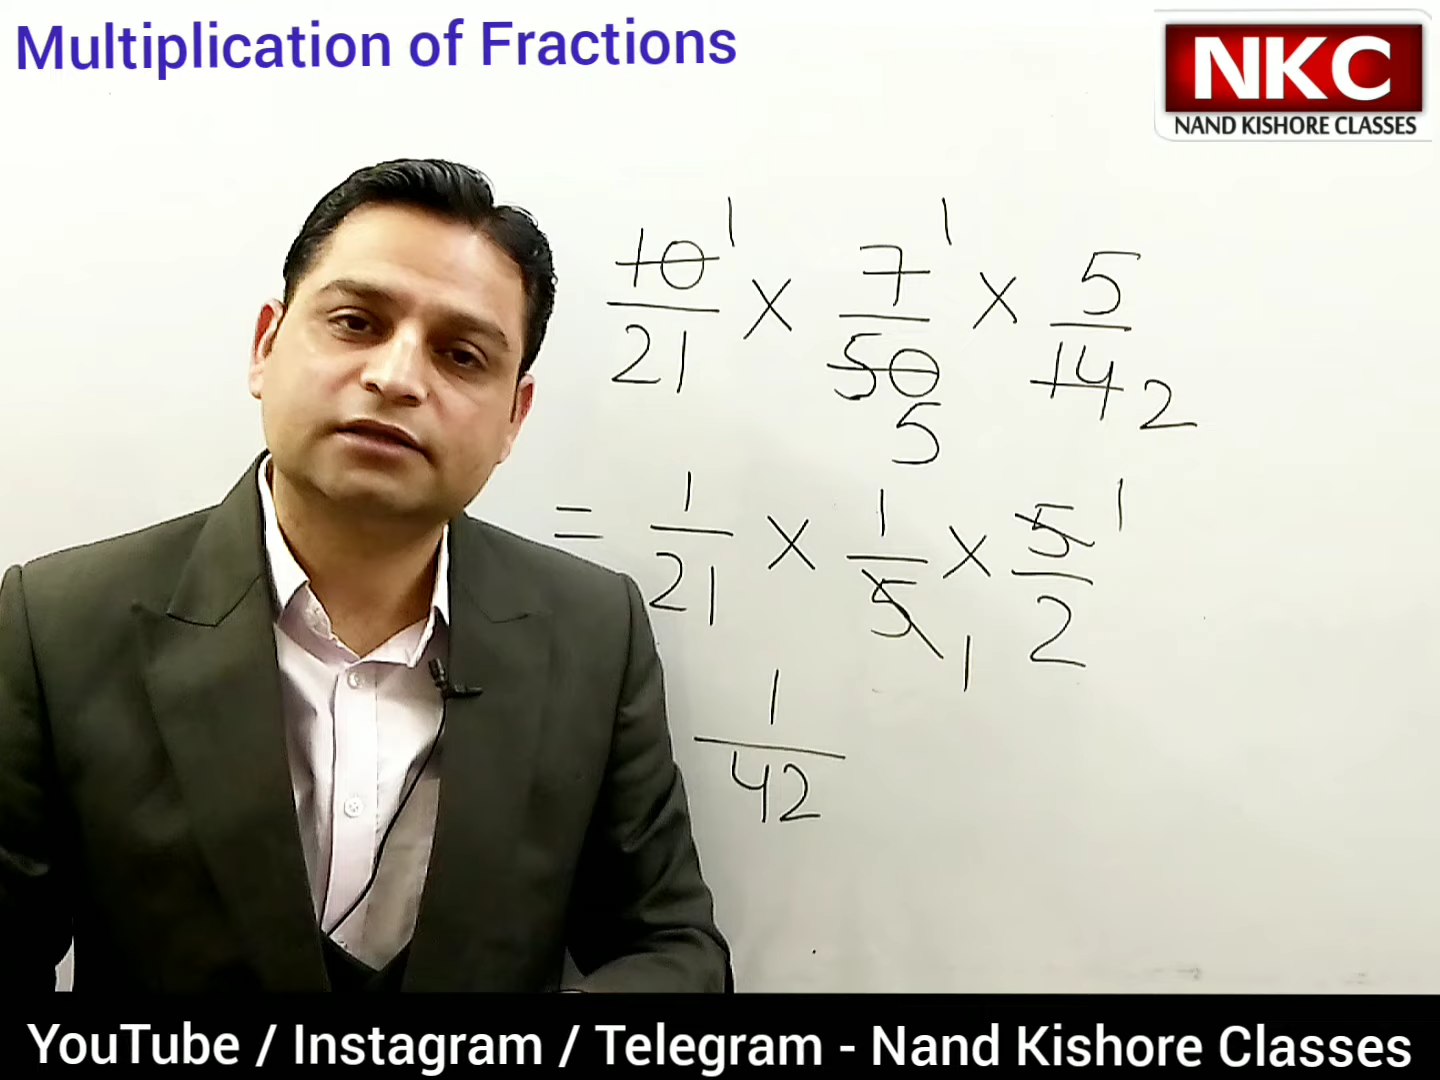 Multiplication of Fractions
NKC
NAND KISHORE CLASSES
10 1 × 7 1 × 5
21 50 14 2
5
= 1 × 1 × 5 1
21 5 1 2
1
42
YouTube / Instagram / Telegram - Nand Kishore Classes